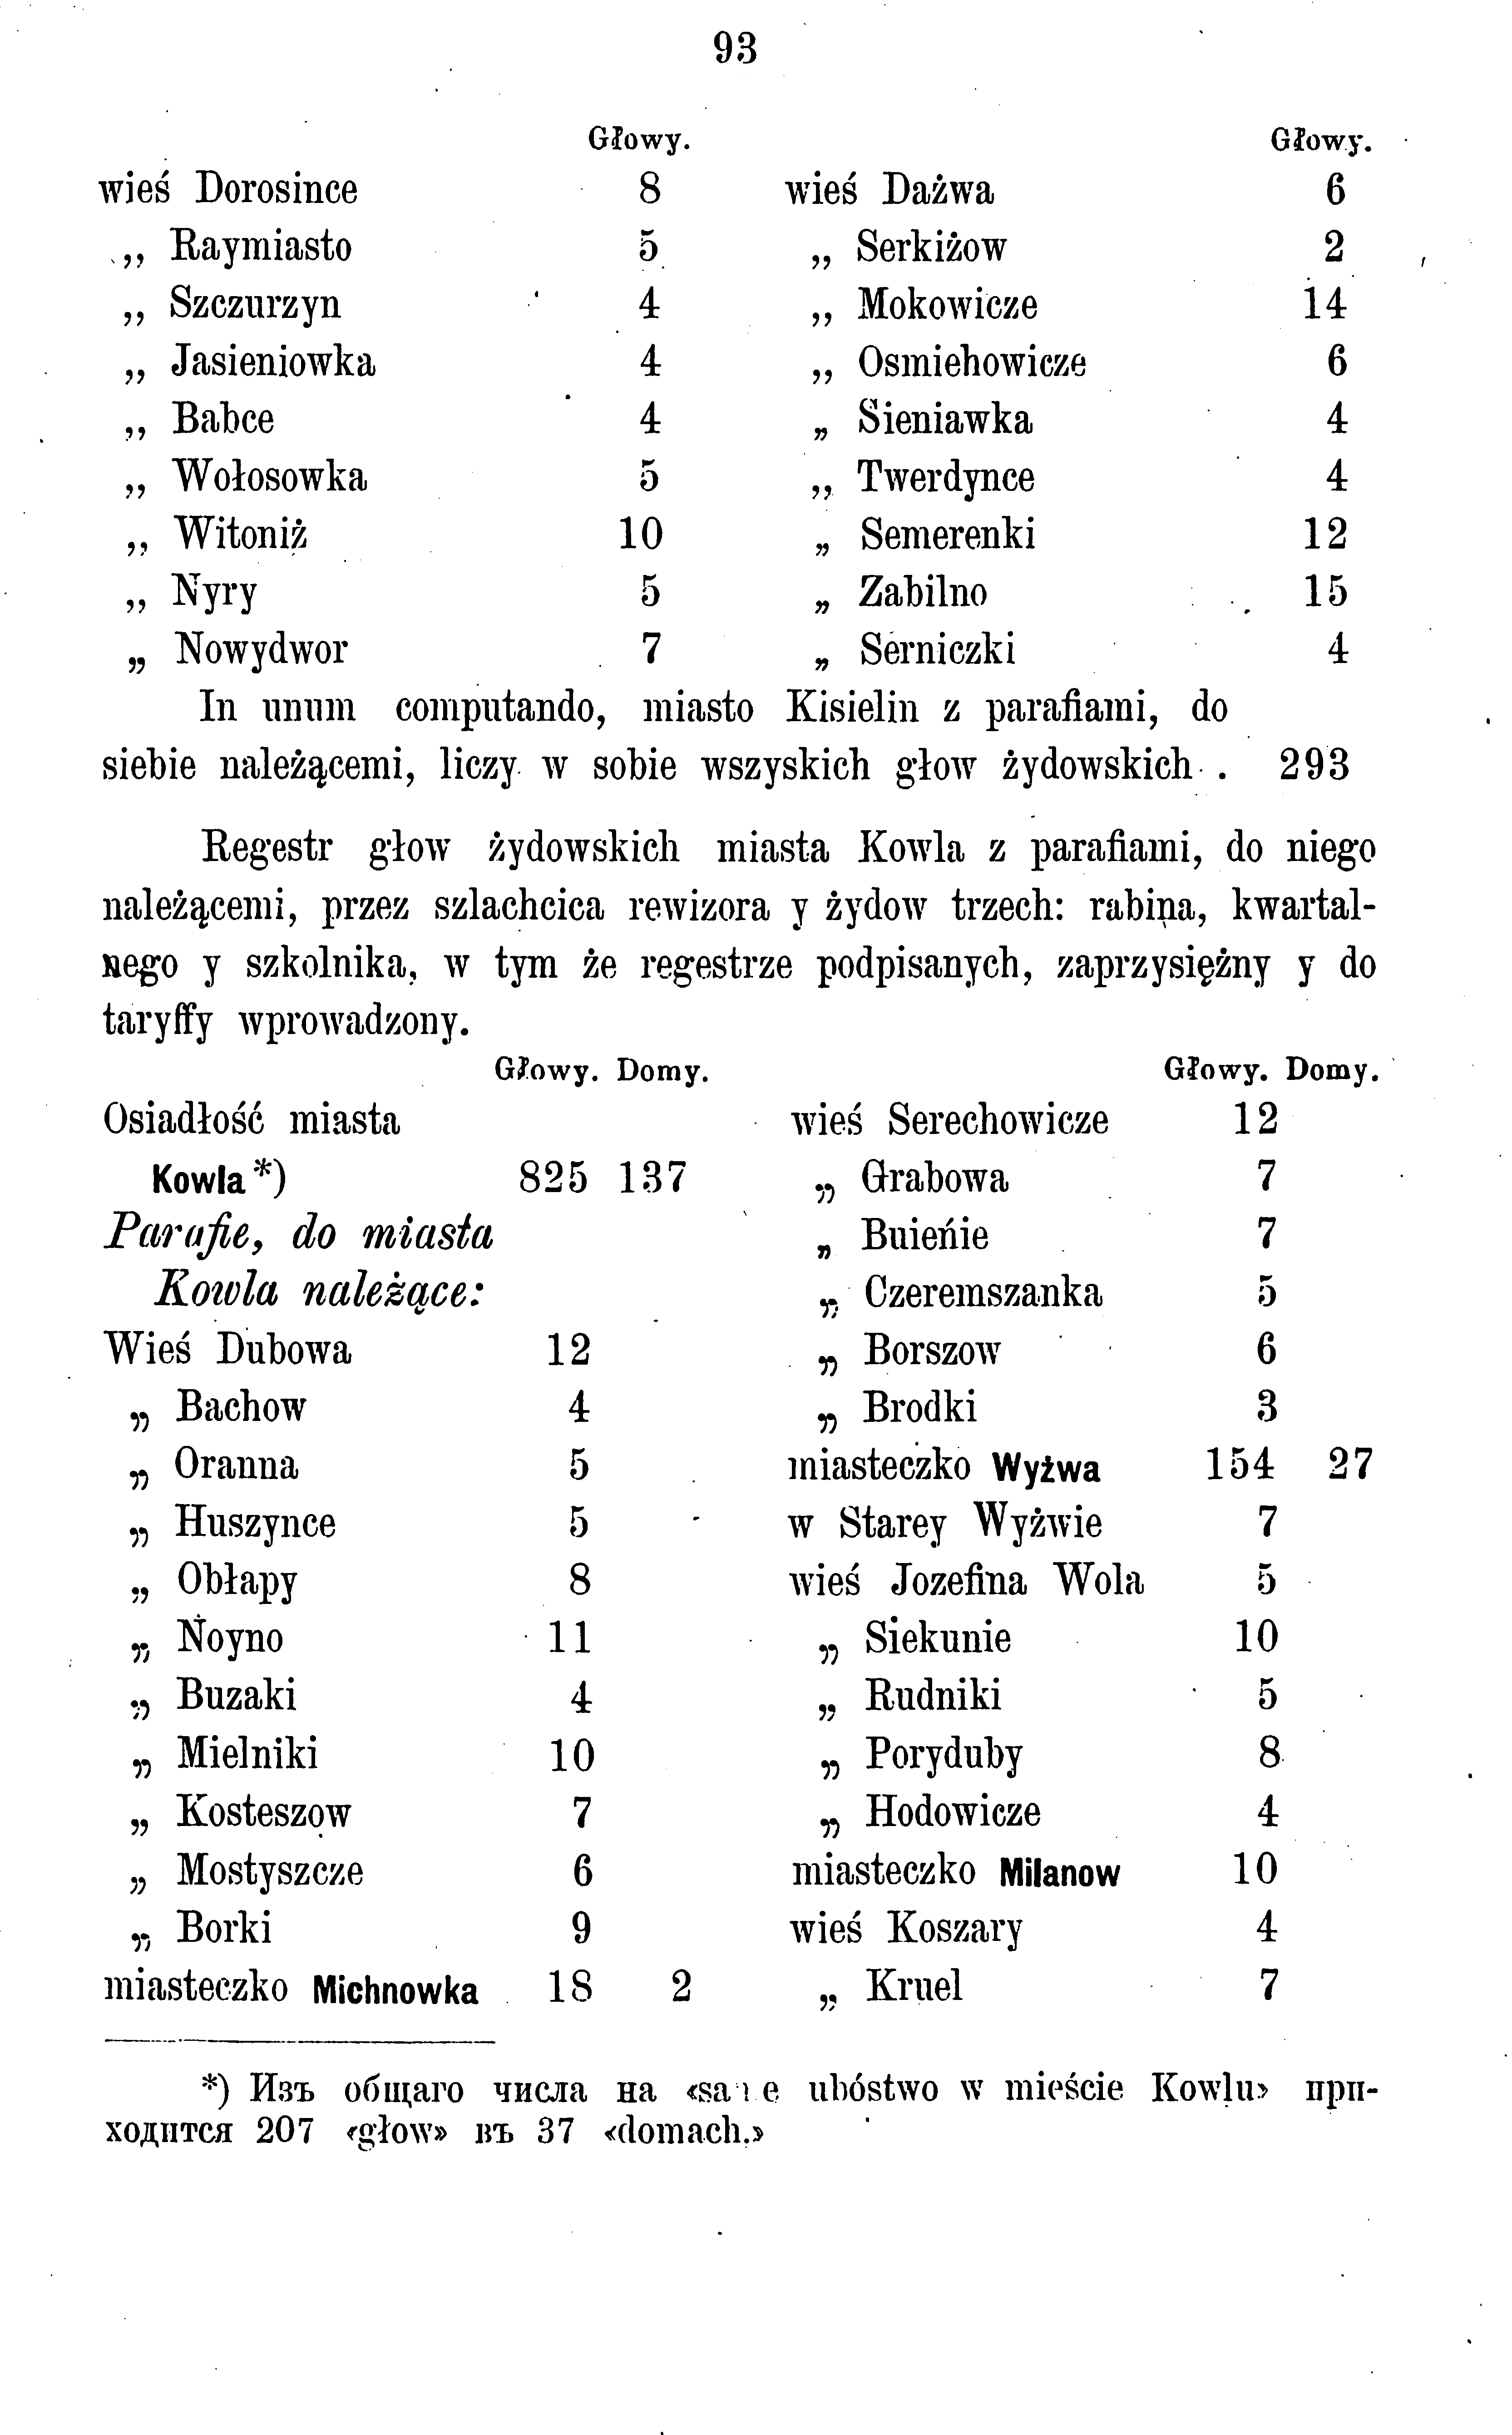 93
Głowy.
wieś Dorosince 8
„ Raymiasto 5
„ Szczurzyn 4
„ Jasieniowka 4
„ Babce 4
„ Wołosowka 5
„ Witoniż 10
„ Nyry 5
„ Nowydwor 7
Głowy.
wieś Dażwa 6
„ Serkiżow 2
„ Mokowicze 14
„ Osmiehowicze 6
„ Sieniawka 4
„ Twerdynce 4
„ Semerenki 12
„ Zabilno 15
„ Serniczki 4
In unum computando, miasto Kisielin z parafiami, do
siebie należącemi, liczy w sobie wszyskich głow żydowskich . 293
Regestr głow żydowskich miasta Kowla z parafiami, do niego
należącemi, przez szlachcica rewizora y żydow trzech: rabina, kwartal-
nego y szkolnika, w tym że regestrze podpisanych, zaprzysiężny y do
taryffy wprowadzony.
Głowy. Domy.
Osiadłość miasta
Kowla *) 825 137
Parafie, do miasta
Kowla należące:
Wieś Dubowa 12
„ Bachow 4
„ Oranna 5
„ Huszynce 5
„ Obłapy 8
„ Noyno 11
„ Buzaki 4
„ Mielniki 10
„ Kosteszow 7
„ Mostyszcze 6
„ Borki 9
miasteczko Michnowka 18 2
Głowy. Domy.
wieś Serechowicze 12
„ Grabowa 7
„ Buieńie 7
„ Czeremszanka 5
„ Borszow 6
„ Brodki 3
miasteczko Wyżwa 154 27
w Starey Wyżwie 7
wieś Jozefina Wola 5
„ Siekunie 10
„ Rudniki 5
„ Poryduby 8
„ Hodowicze 4
miasteczko Milanow 10
wieś Koszary 4
„ Kruel 7
*) Изъ общаго числа на ubóstwo w mieście Kowlu» при-
ходится 207 «głow» въ 37 «domach.»